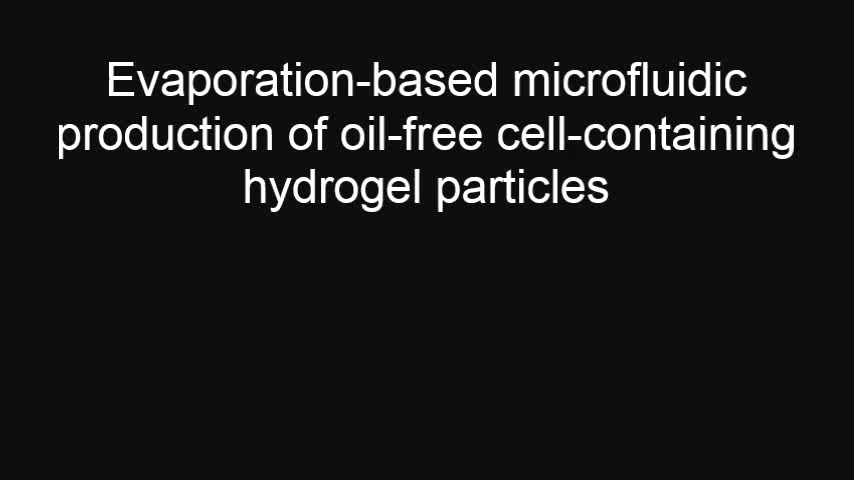 Evaporation-based microfluidic
production of oil-free cell-containing
hydrogel particles